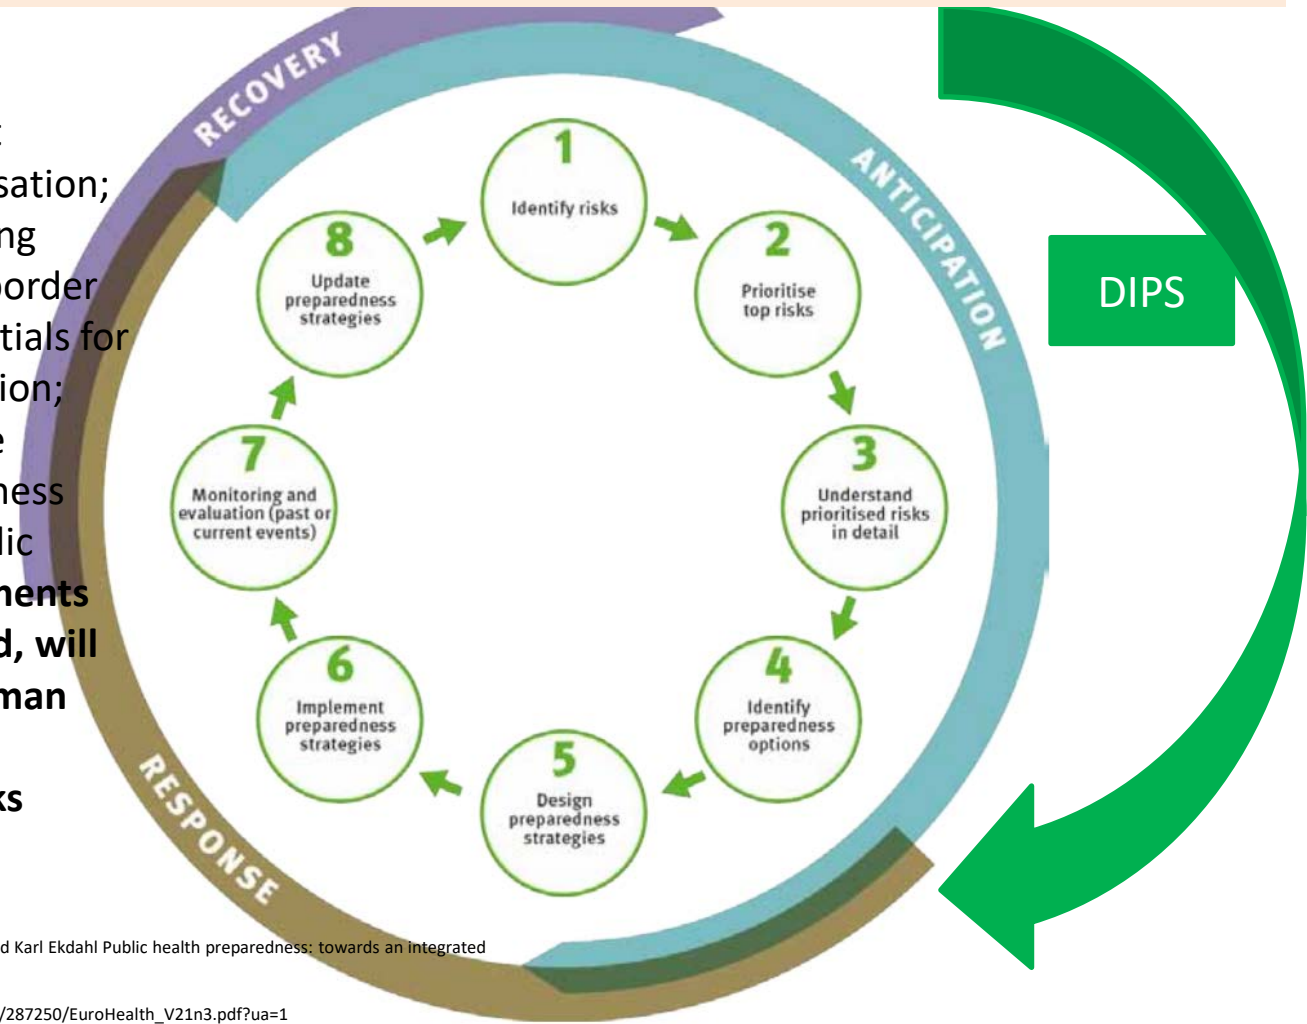 sation;
ng
border
tials for
ion;
e
ness
lic
nents
d, will
man
ks
RECOVERY
ANTICIPATION
RESPONSE
1
Identify risks
2
Prioritise
top risks
3
Understand
prioritised risks
in detail
4
Identify
preparedness
options
5
Design
preparedness
strategies
6
Implement
preparedness
strategies
7
Monitoring and
evaluation (past or
current events)
8
Update
preparedness
strategies
DIPS
d Karl Ekdahl Public health preparedness: towards an integrated
/287250/EuroHealth_V21n3.pdf?ua=1